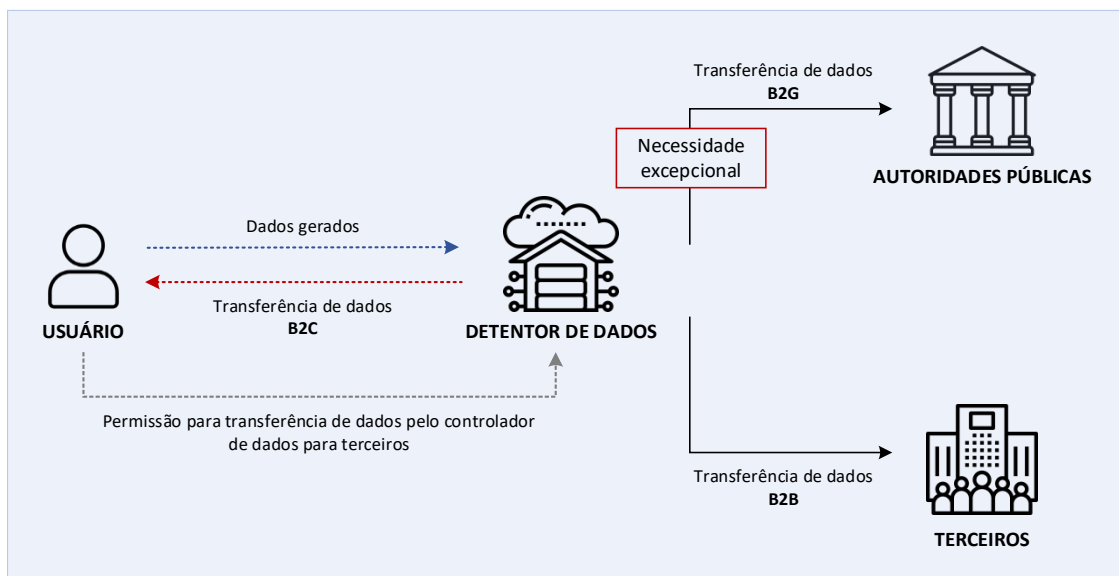 Transferência de dados
B2G
Necessidade
excepcional
AUTORIDADES PÚBLICAS
Dados gerados
Transferência de dados
B2C
USUÁRIO
DETENTOR DE DADOS
Permissão para transferência de dados pelo controlador
de dados para terceiros
Transferência de dados
B2B
TERCEIROS